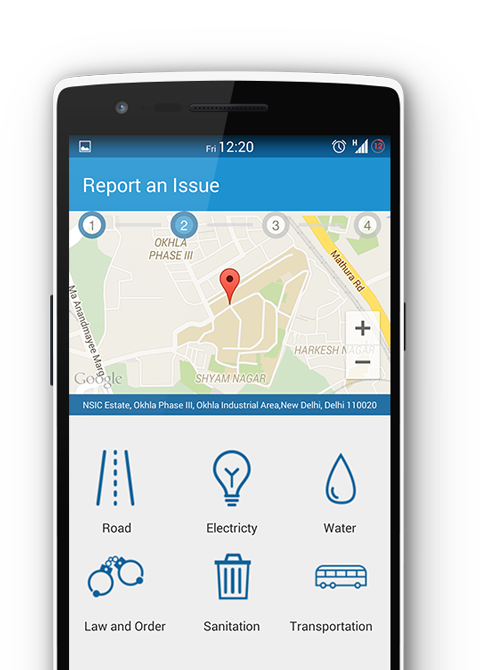 Fri 12:20
H
12
Report an Issue
1
2
3
4
OKHLA
PHASE III
Mathura Rd
Ma Anandmayee Marg
HARKESH NAGAR
SHYAM NAGAR
Google
+
−
NSIC Estate, Okhla Phase III, Okhla Industrial Area,New Delhi, Delhi 110020
Road
Electricty
Water
Law and Order
Sanitation
Transportation